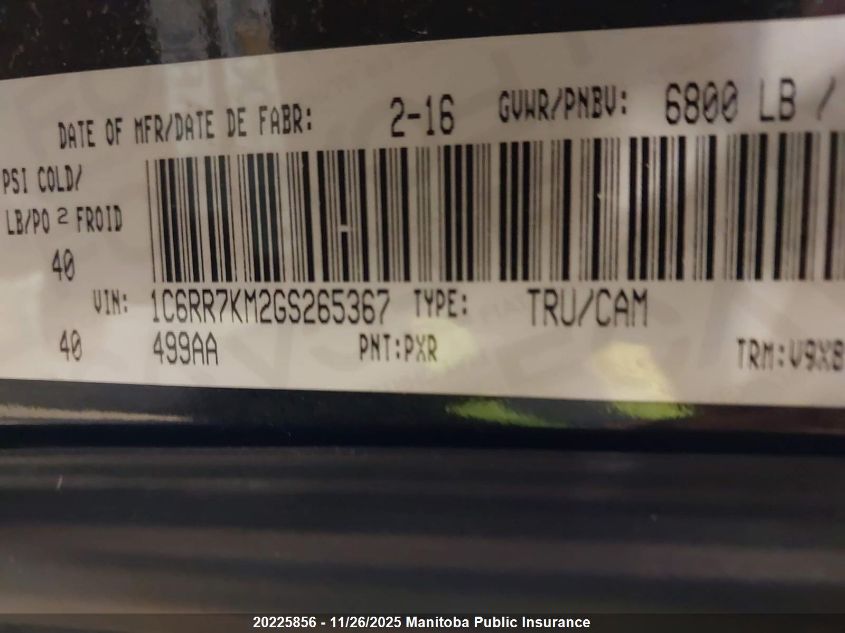 DATE OF MFR/DATE DE FABR: 2-16 GVWR/PNBV: 6800 LB /
PSI COLD/
LB/PO 2 FROID
40
VIN: 1C6RR7KM2GS265367 TYPE: TRU/CAM
40 499AA PNT:PXR TRM:V9X8
20225856 - 11/26/2025 Manitoba Public Insurance